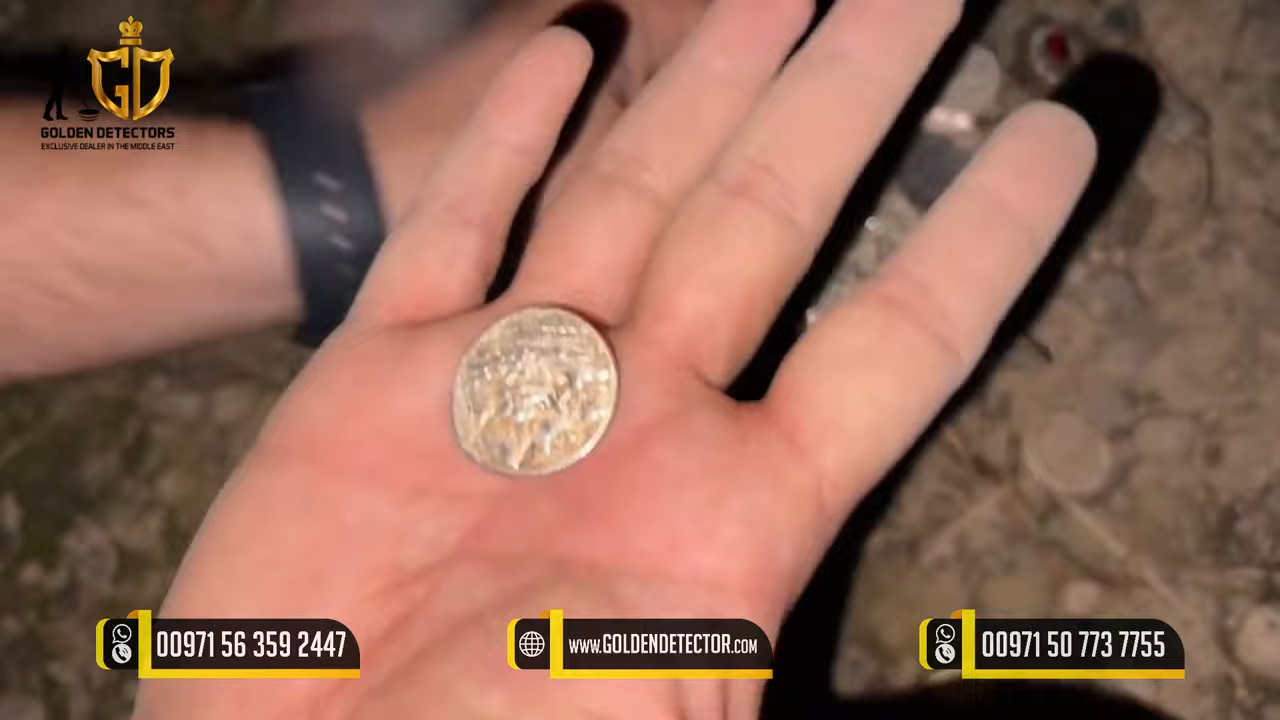 GD
GOLDEN DETECTORS
EXCLUSIVE DEALER IN THE MIDDLE EAST
00971 56 359 2447
www.GOLDENDETECTOR.com
00971 50 773 7755